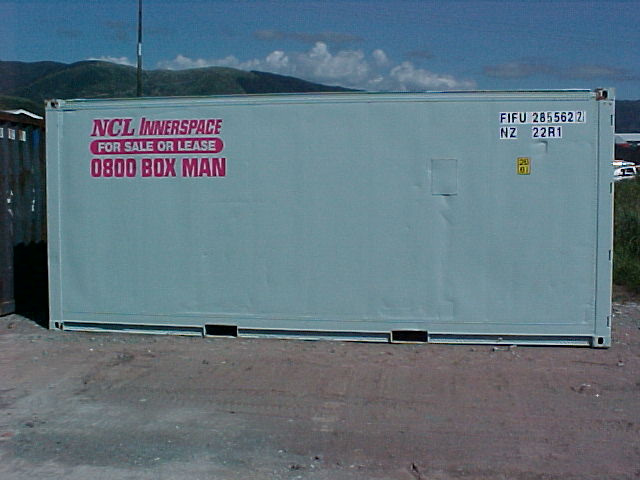 NCL INNERSPACE
FOR SALE OR LEASE
0800 BOX MAN
FIFU 285562 2
NZ 22R1